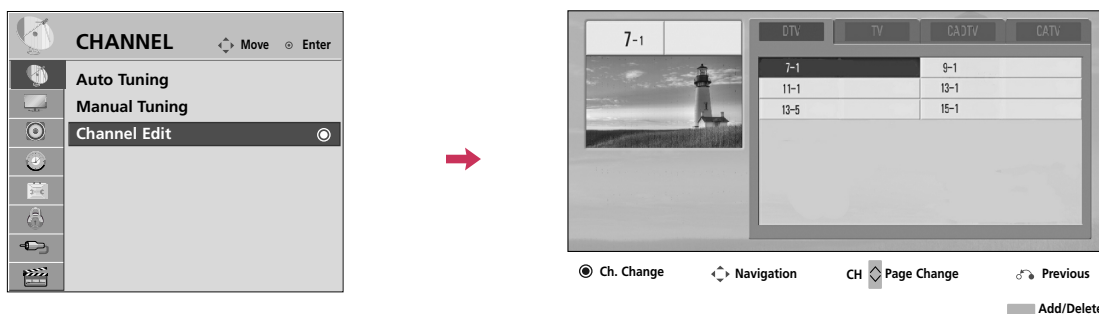 CHANNEL
Move
Enter
Auto Tuning
Manual Tuning
Channel Edit
7-1
DTV
TV
CADTV
CATV
7-1
9-1
11-1
13-1
13-5
15-1
Ch. Change
Navigation
CH
Page Change
Previous
Add/Delete